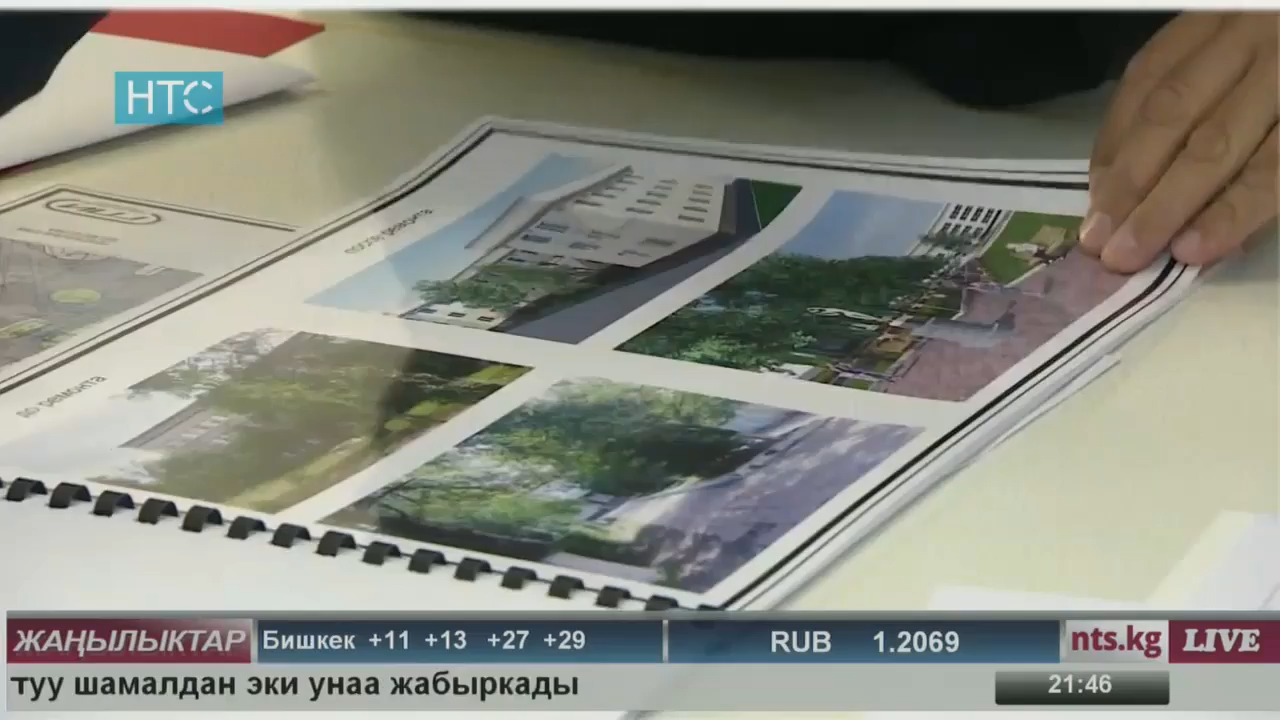 НТС
после ремонта
до ремонта
ЖАҢЫЛЫКТАР
Бишкек +11 +13 +27 +29
RUB 1.2069
nts.kg
LIVE
туу шамалдан эки унаа жабыркады
21:46